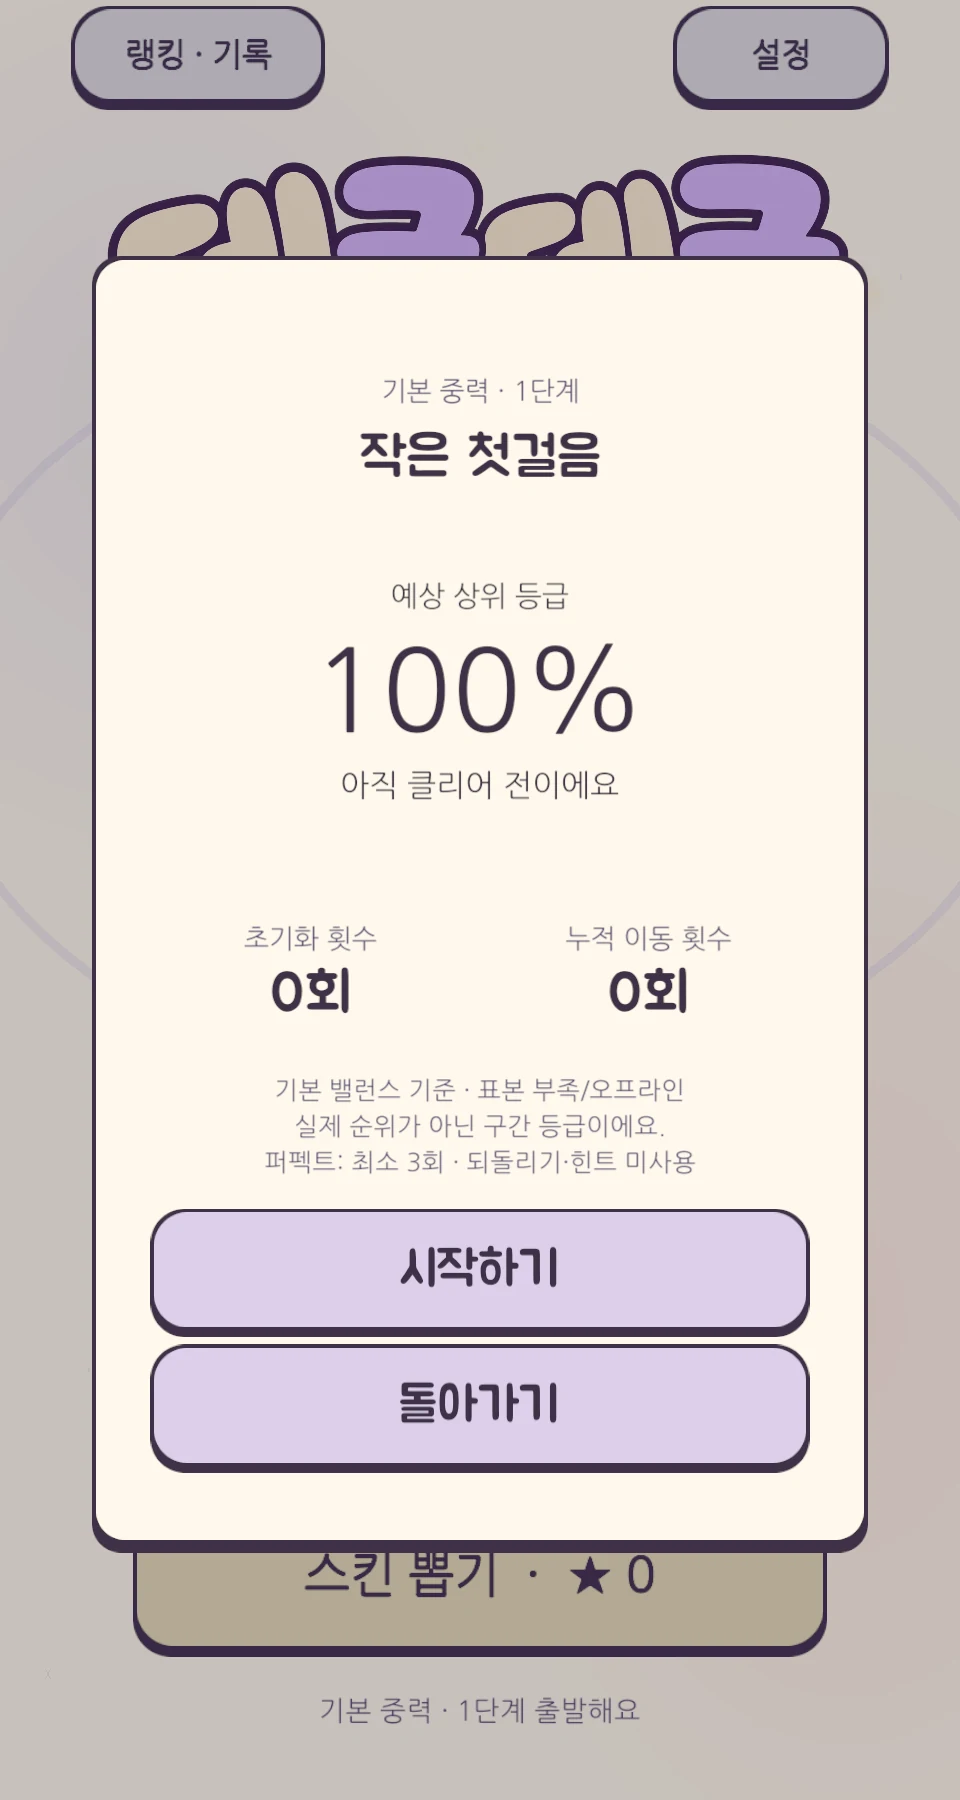 랭킹 · 기록
설정
기본 중력 · 1단계
작은 첫걸음
예상 상위 등급
100%
아직 클리어 전이에요
초기화 횟수
누적 이동 횟수
0회
0회
기본 밸런스 기준 · 표본 부족/오프라인
실제 순위가 아닌 구간 등급이에요.
퍼펙트: 최소 3회 · 되돌리기·힌트 미사용
시작하기
돌아가기
스킨 뽑기 · ★ 0
기본 중력 · 1단계 출발해요